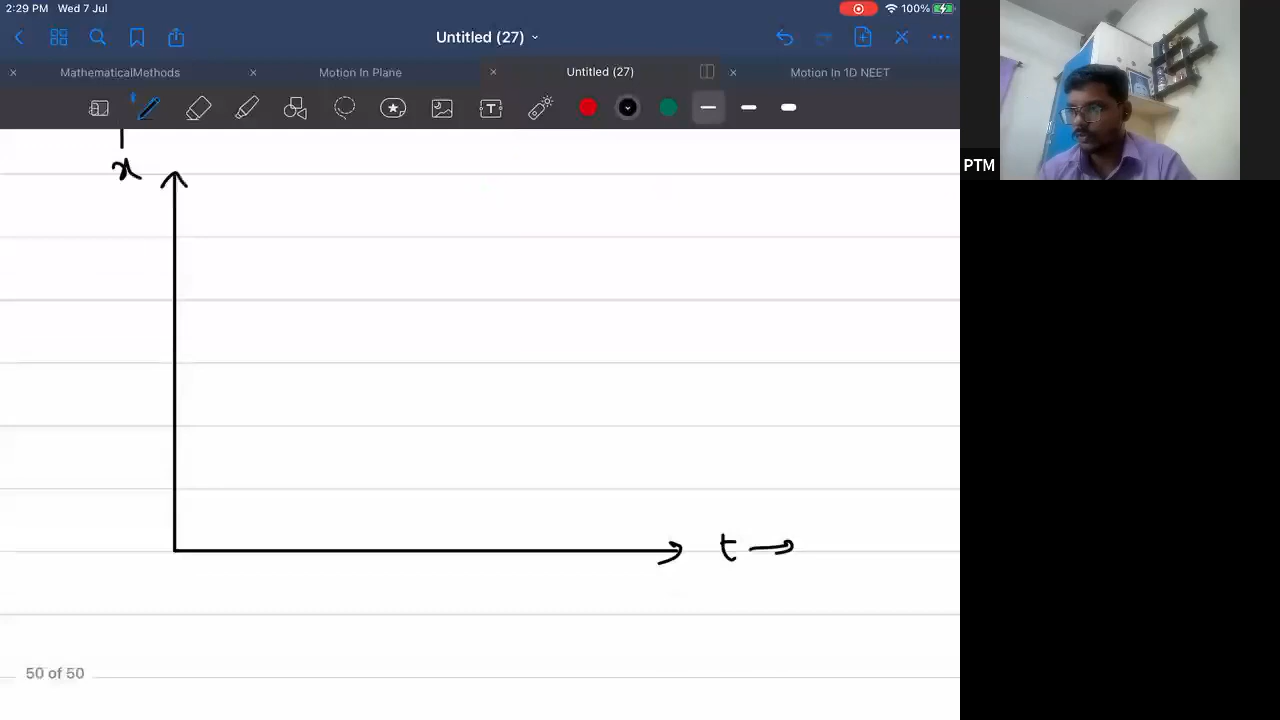 2:29 PM Wed 7 Jul 100%
Untitled (27)
MathematicalMethods Motion In Plane Untitled (27) Motion In 1D NEET
PTM
x
t →
50 of 50